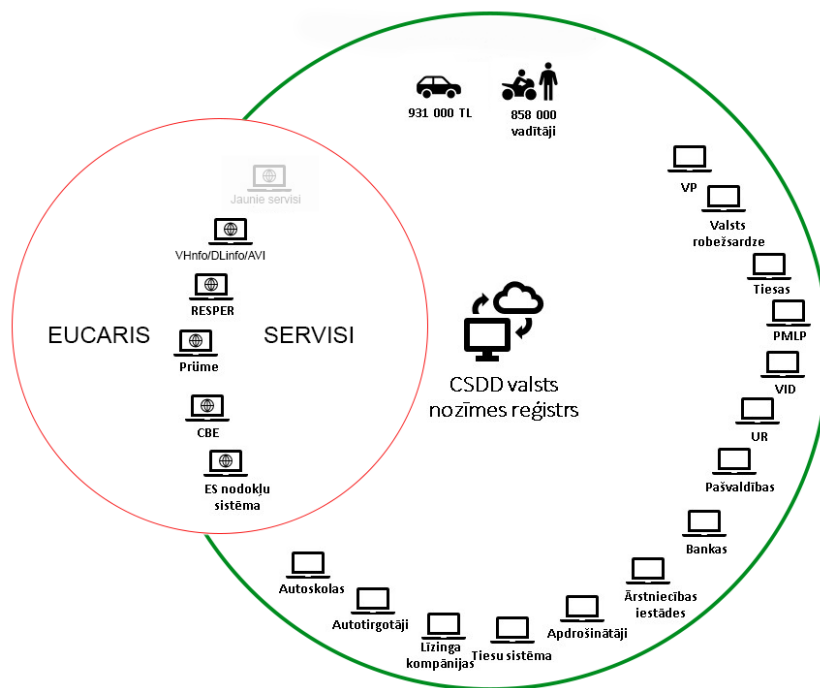 931 000 TL
858 000
vadītāji
Jaunie servisi
VHnfo/DLinfo/AVI
RESPER
EUCARIS
SERVISI
Prüme
CBE
ES nodokļu
sistēma
CSDD valsts
nozīmes reģistrs
VP
Valsts
robežsardze
Tiesas
PMLP
VID
UR
Pašvaldības
Bankas
Ārstniecības
iestādes
Apdrošinātāji
Tiesu sistēma
Līzinga
kompānijas
Autotirgotāji
Autoskolas